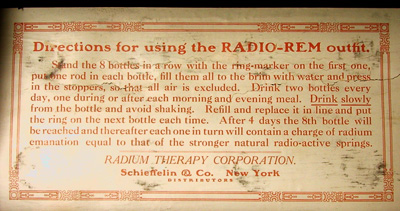 Directions for using the RADIO-REM outfit.
Stand the 8 bottles in a row with the ring-marker on the first one,
put one rod in each bottle, fill them all to the brim with water and press
in the stoppers, so that all air is excluded. Drink two bottles every
day, one during or after each morning and evening meal. Drink slowly
from the bottle and avoid shaking. Refill and replace it in line and put
the ring on the next bottle each time. After 4 days the 8th bottle will
be reached and thereafter each one in turn will contain a charge of radium
emanation equal to that of the stronger natural radio-active springs.
RADIUM THERAPY CORPORATION.
Schieffelin & Co. New York
DISTRIBUTORS